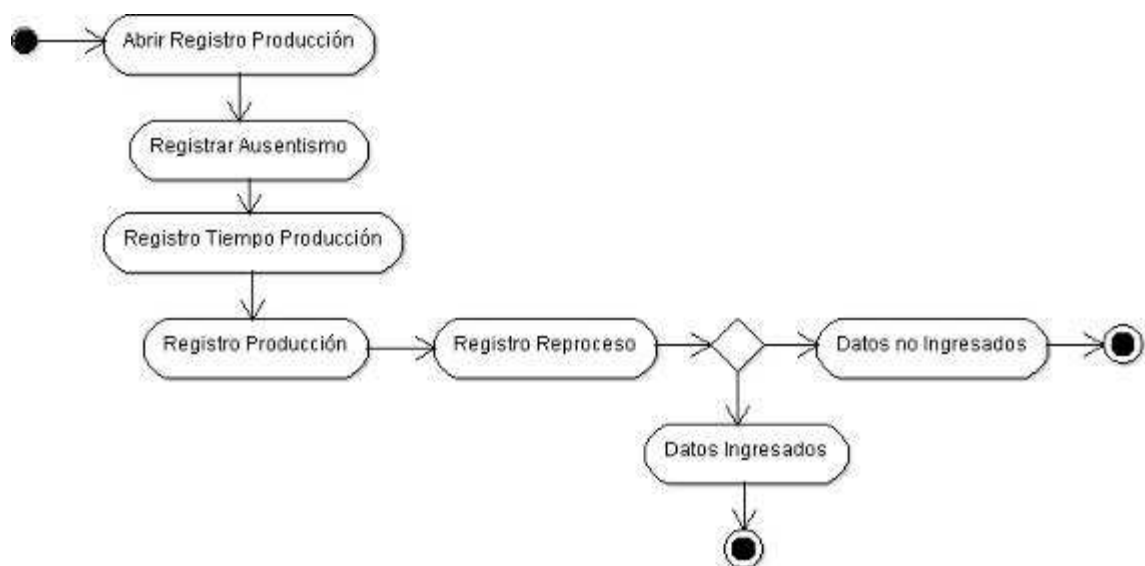 Abrir Registro Producción
Registrar Ausentismo
Registro Tiempo Producción
Registro Producción
Registro Reproceso
Datos no Ingresados
Datos Ingresados